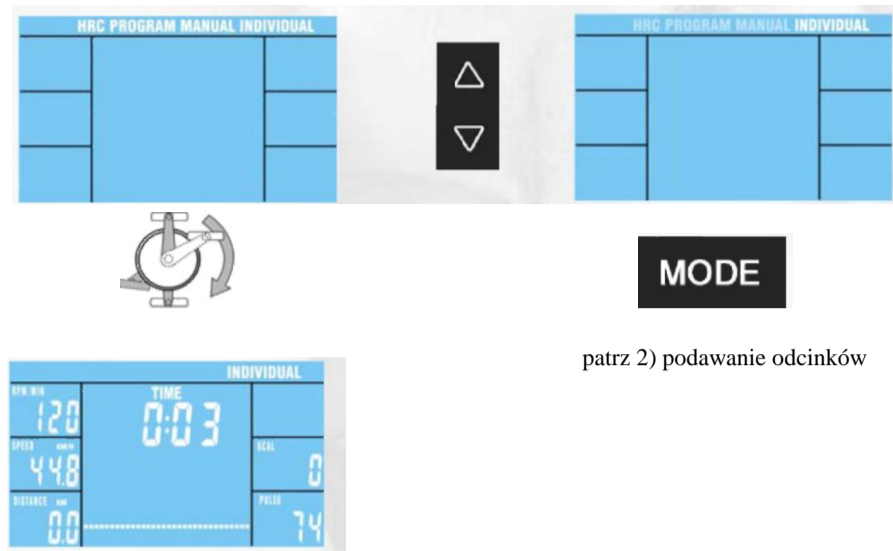 HRC PROGRAM MANUAL INDIVIDUAL
HRC PROGRAM MANUAL INDIVIDUAL
MODE
patrz 2) podawanie odcinków
INDIVIDUAL
RPM/MIN
120
TIME
0:03
SPEED
44.8
KCAL
0
DISTANCE
0.0
PULSE
74